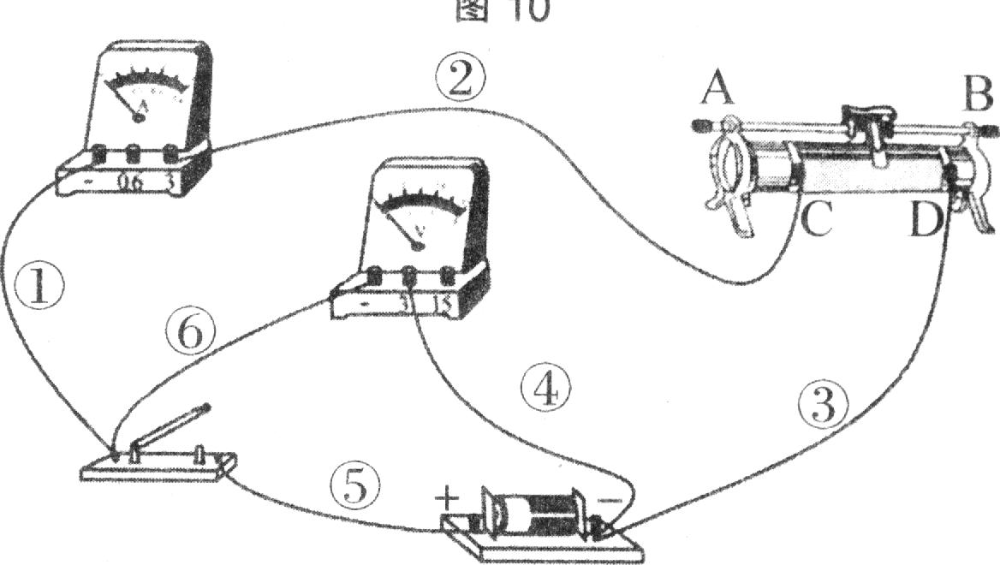 图 10
②
A
B
A
- 0.6 3
V
C
D
①
- 3 15
⑥
④
③
⑤
+
-